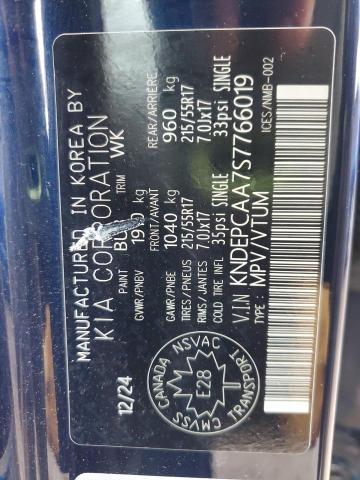 MANUFACTURED IN KOREA BY
KIA CORPORATION
12/24 PAINT TRIM WK
GVWR/PNBV kg
FRONT/AVANT REAR/ARRIÈRE
GAWR/PNBE 1040 kg 960 kg
TIRES/PNEUS 215/55R17 215/55R17
RIMS/JANTES 7.0Jx17 7.0Jx17
COLD TIRE INFL 35psi SINGLE 33psi SINGLE
V.I.N KNDEPCAA7S7766019
MPV/VTUM ICES/NMB-002
CANADA NSVAC
E28
CMVSS TRANSPORT